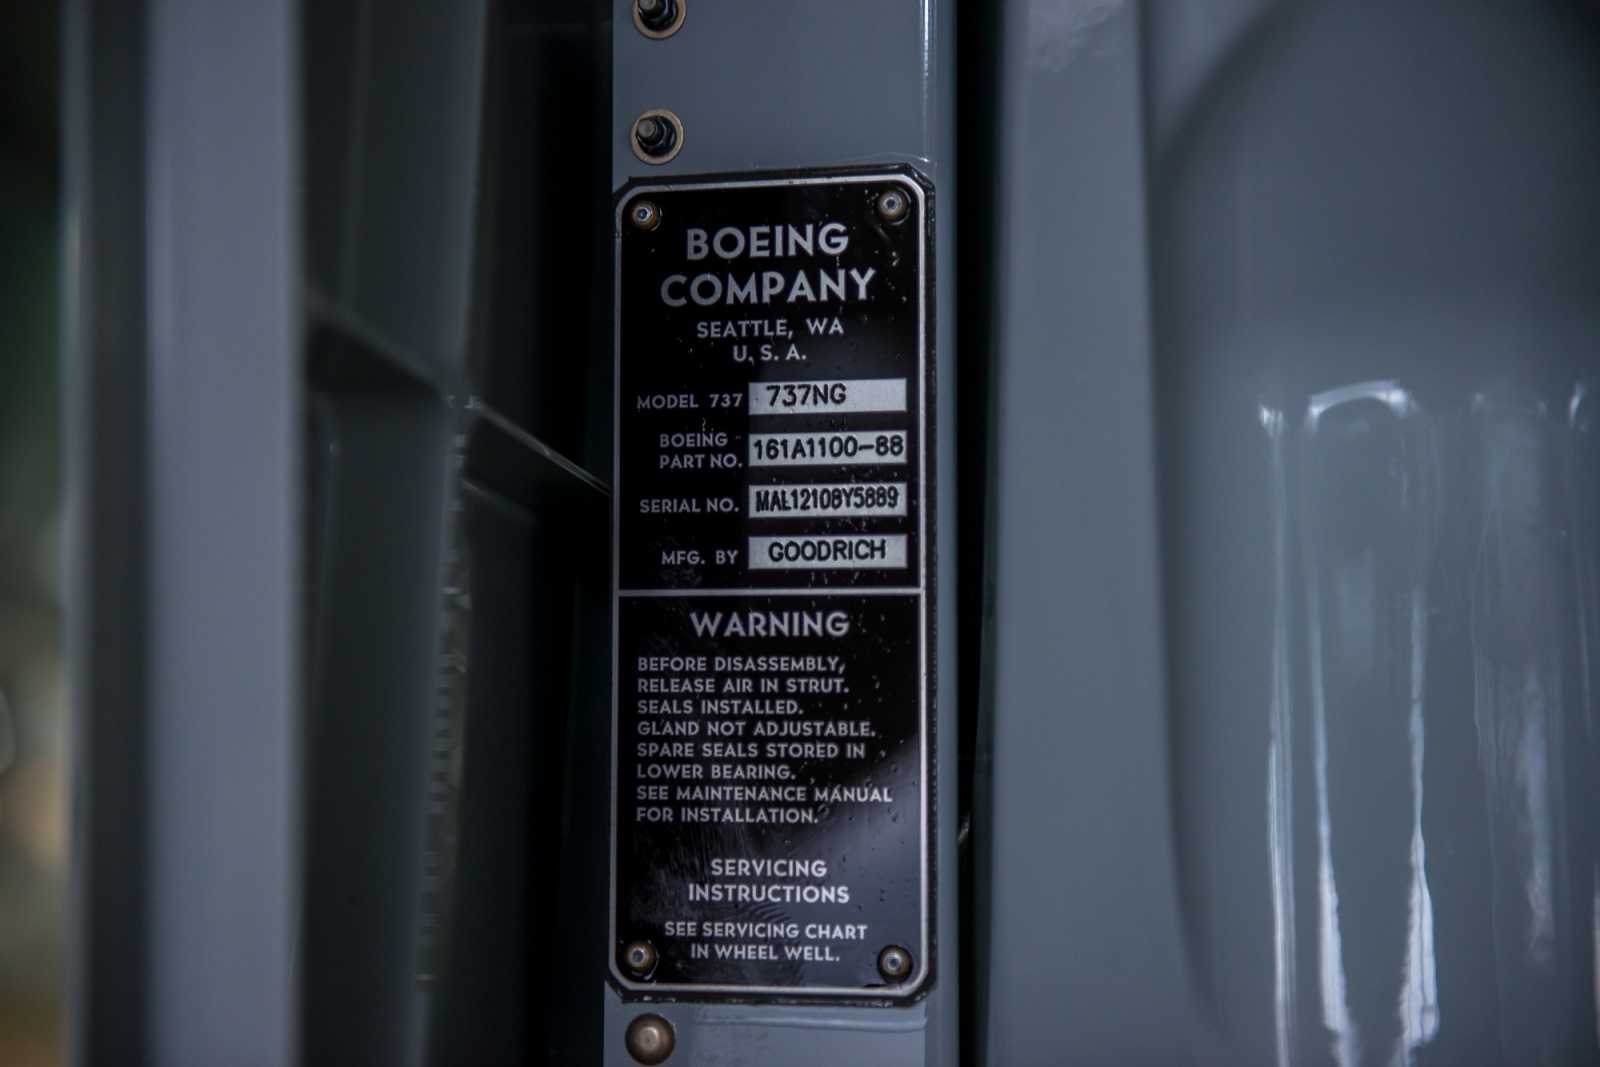 BOEING
COMPANY
SEATTLE, WA
U. S. A.
MODEL 737 737NG
BOEING
PART NO. 161A1100-88
SERIAL NO. MAL12108Y5889
MFG. BY GOODRICH
WARNING
BEFORE DISASSEMBLY,
RELEASE AIR IN STRUT.
SEALS INSTALLED.
GLAND NOT ADJUSTABLE.
SPARE SEALS STORED IN
LOWER BEARING.
SEE MAINTENANCE MANUAL
FOR INSTALLATION.
SERVICING
INSTRUCTIONS
SEE SERVICING CHART
IN WHEEL WELL.